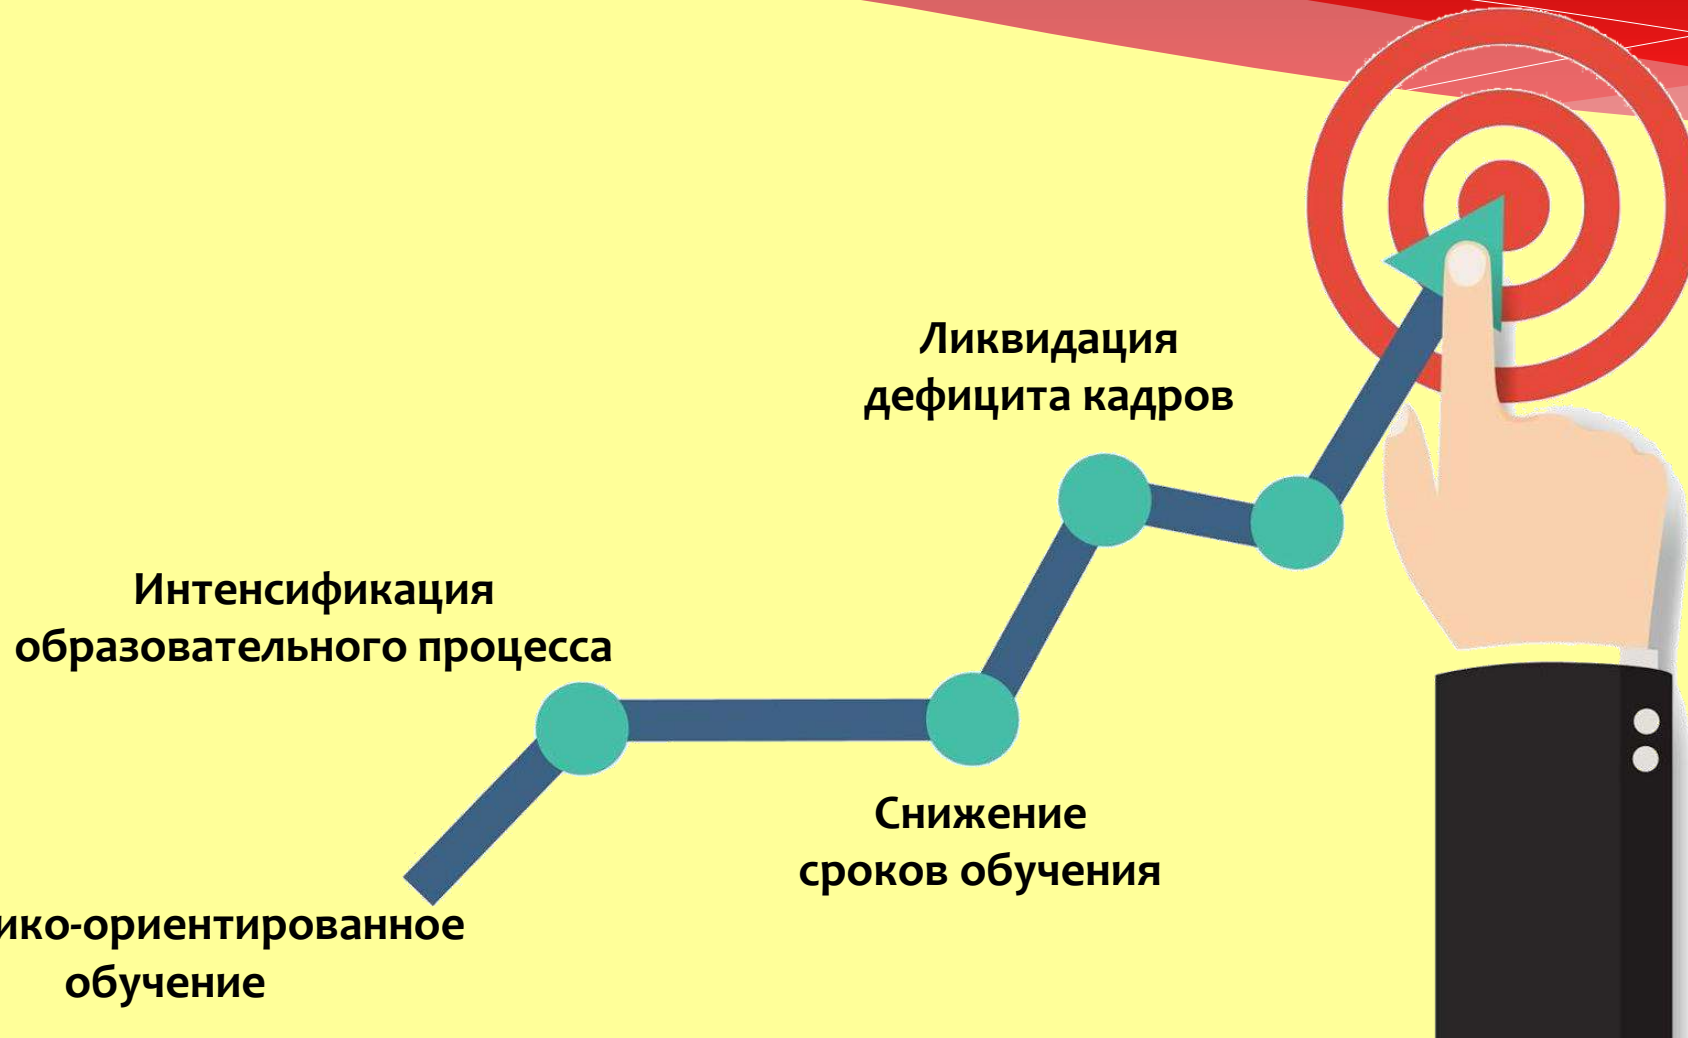 Ликвидация
дефицита кадров
Интенсификация
образовательного процесса
Снижение
сроков обучения
ико-ориентированное
обучение